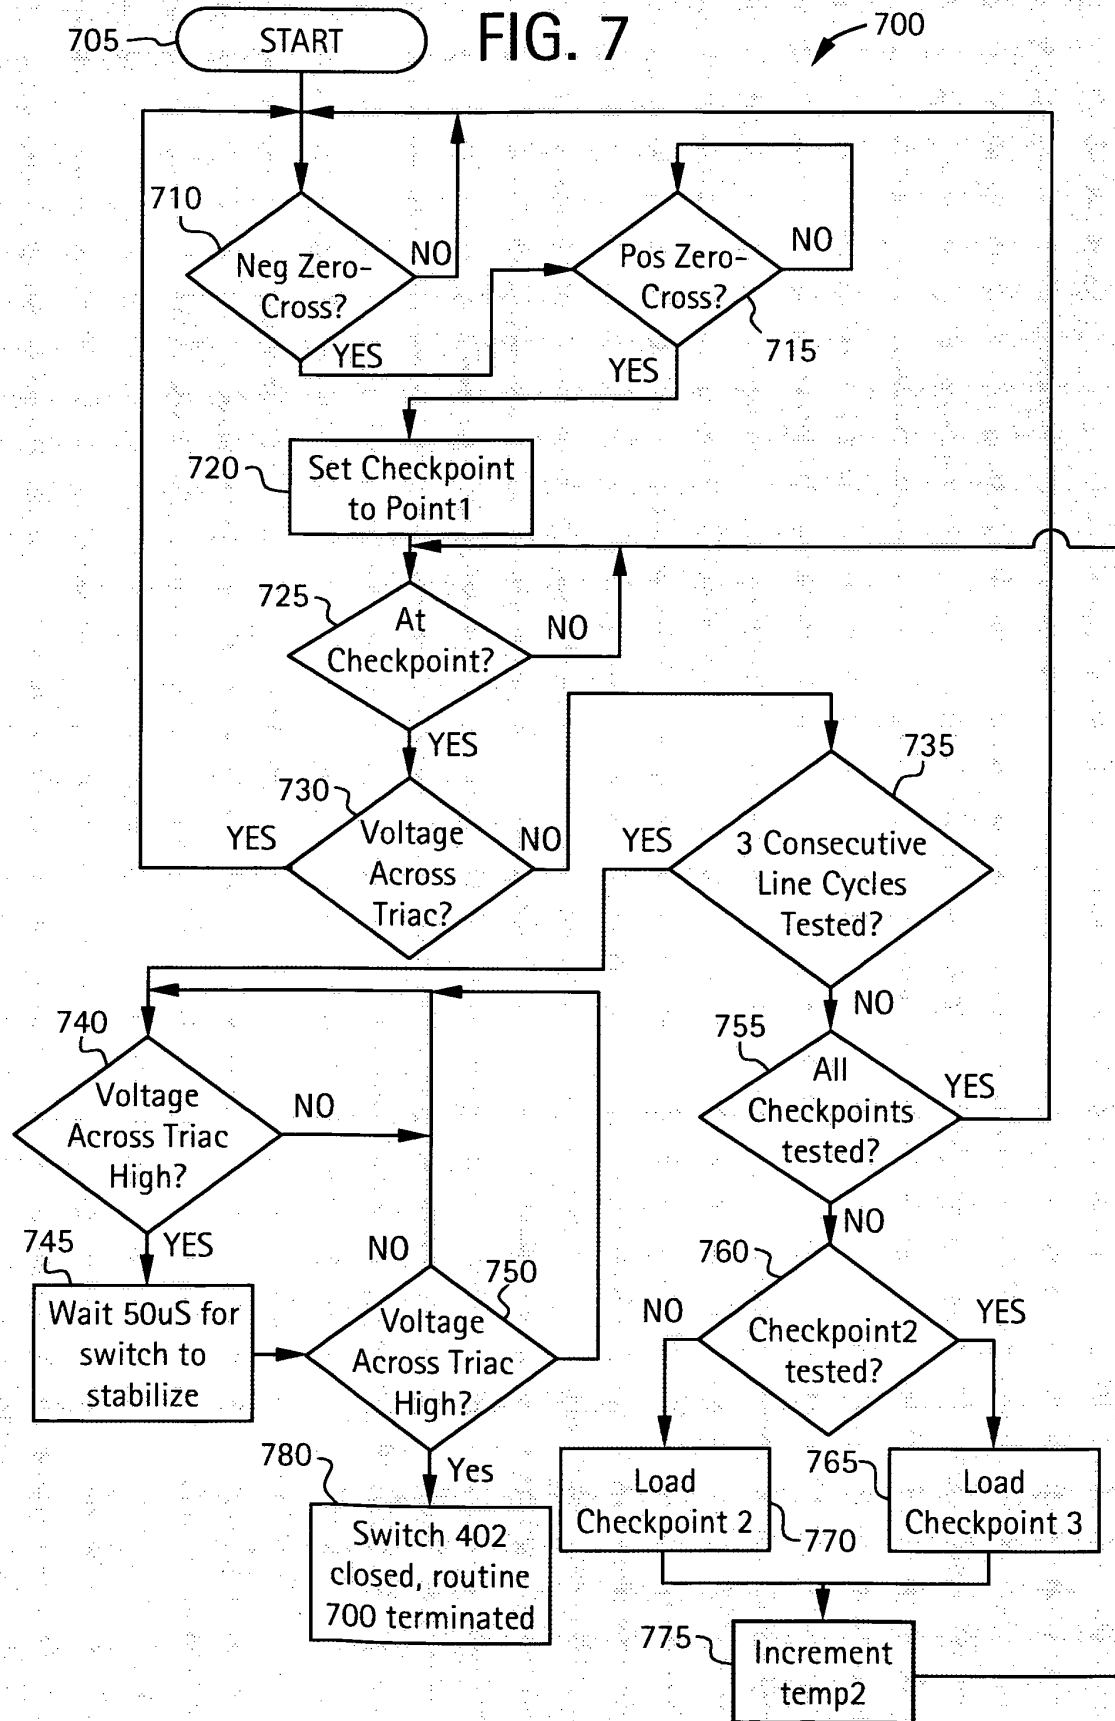 FIG. 7
700
705
START
710
Neg Zero-
Cross?
NO
YES
Pos Zero-
Cross?
NO
715
YES
720
Set Checkpoint
to Point1
725
At
Checkpoint?
NO
YES
730
Voltage
Across
Triac?
YES
NO
735
3 Consecutive
Line Cycles
Tested?
YES
NO
740
Voltage
Across Triac
High?
NO
YES
745
Wait 50uS for
switch to
stabilize
750
Voltage
Across Triac
High?
NO
Yes
755
All
Checkpoints
tested?
YES
NO
760
Checkpoint2
tested?
NO
YES
780
Switch 402
closed, routine
700 terminated
Load
Checkpoint 2
770
765
Load
Checkpoint 3
775
Increment
temp2